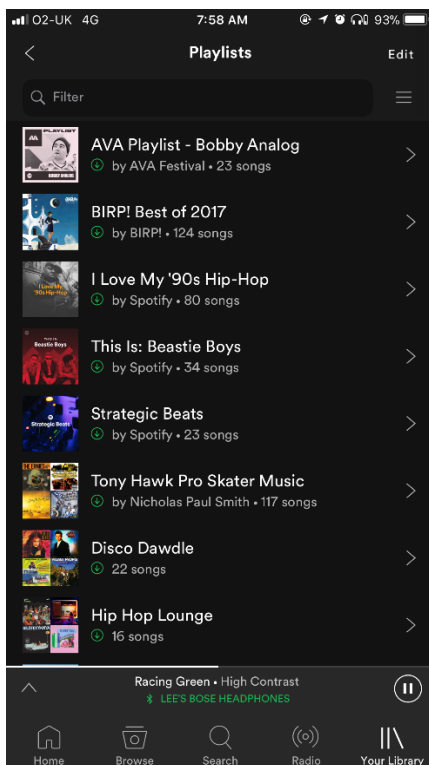 O2-UK 4G 7:58 AM 93%
Playlists Edit
Filter
AVA Playlist - Bobby Analog
by AVA Festival • 23 songs
BIRP! Best of 2017
by BIRP! • 124 songs
I Love My '90s Hip-Hop
by Spotify • 80 songs
This Is: Beastie Boys
by Spotify • 34 songs
Strategic Beats
by Spotify • 23 songs
Tony Hawk Pro Skater Music
by Nicholas Paul Smith • 117 songs
Disco Dawdle
22 songs
Hip Hop Lounge
16 songs
Racing Green • High Contrast
LEE'S BOSE HEADPHONES
Home Browse Search Radio Your Library